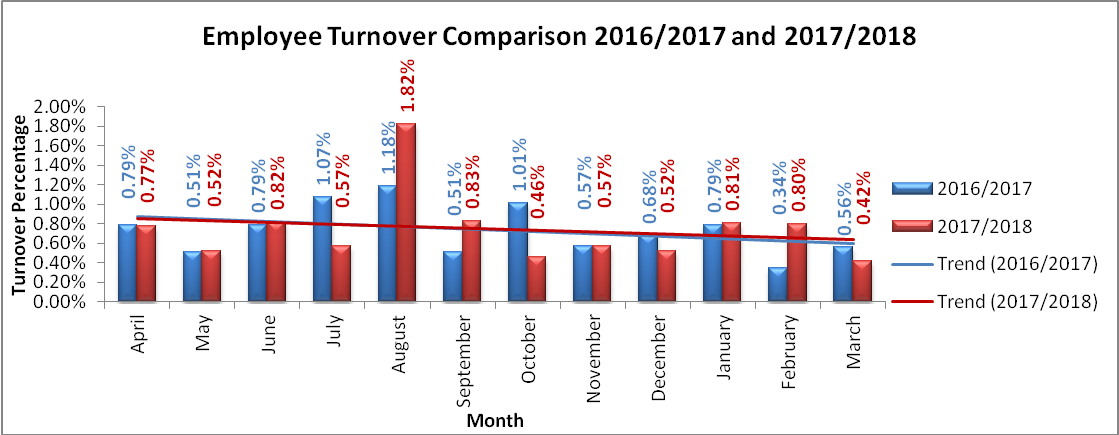 Employee Turnover Comparison 2016/2017 and 2017/2018
Turnover Percentage
2.00%
1.80%
1.60%
1.40%
1.20%
1.00%
0.80%
0.60%
0.40%
0.20%
0.00%
0.79%
0.77%
0.51%
0.52%
0.79%
0.82%
1.07%
0.57%
1.18%
1.82%
0.51%
0.83%
1.01%
0.46%
0.57%
0.57%
0.68%
0.52%
0.79%
0.81%
0.34%
0.80%
0.56%
0.42%
April
May
June
July
August
September
October
November
December
January
February
March
Month
2016/2017
2017/2018
Trend (2016/2017)
Trend (2017/2018)